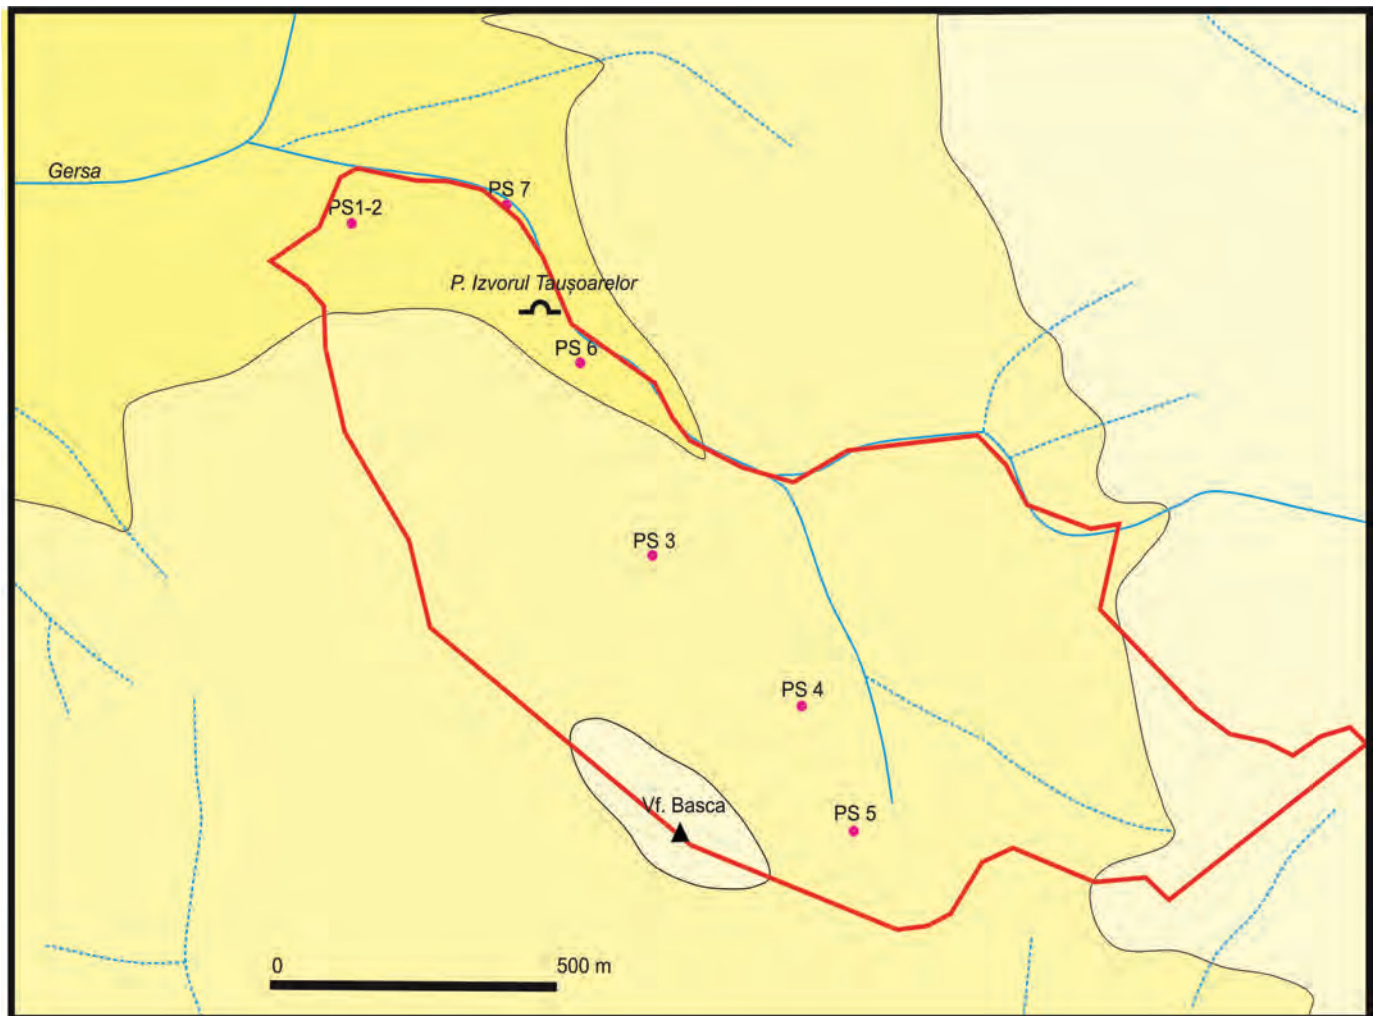 Gersa
PS 7
PS1-2
P. Izvorul Taușoarelor
PS 6
PS 3
PS 4
Vf. Basca
PS 5
0 500 m